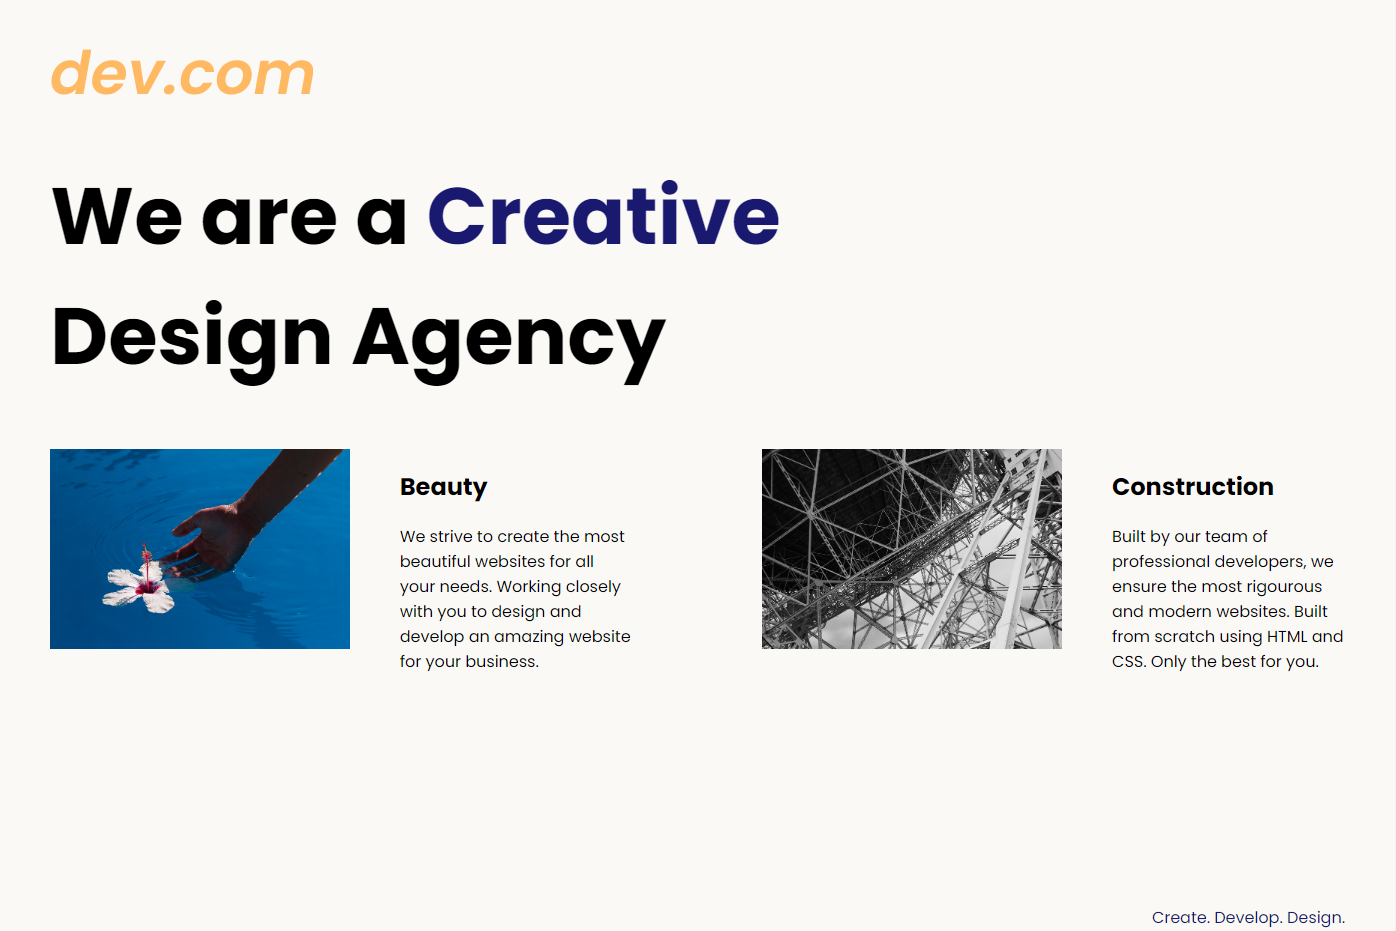 dev.com
We are a Creative
Design Agency
Beauty
We strive to create the most
beautiful websites for all
your needs. Working closely
with you to design and
develop an amazing website
for your business.
Construction
Built by our team of
professional developers, we
ensure the most rigourous
and modern websites. Built
from scratch using HTML and
CSS. Only the best for you.
Create. Develop. Design.